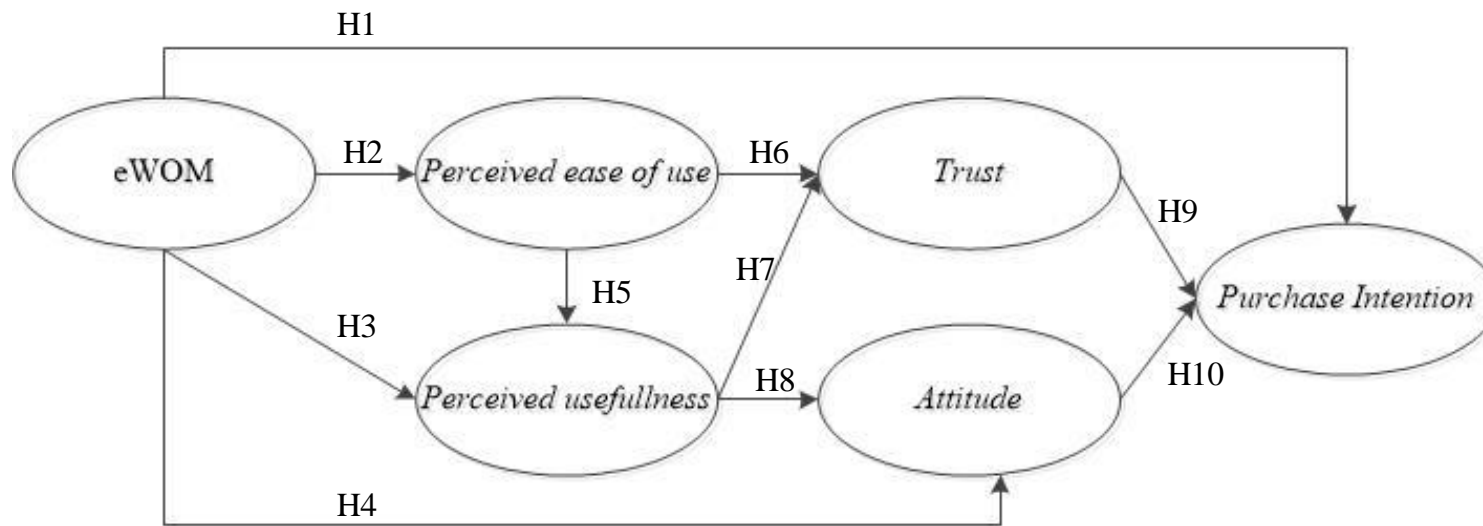 H1
eWOM
H2
Perceived ease of use
H6
Trust
H9
H7
H5
Purchase Intention
H3
H8
H10
Perceived usefullness
Attitude
H4